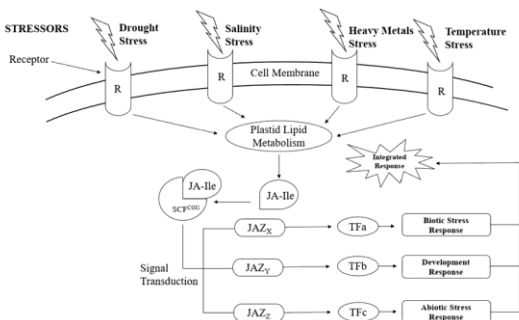 STRESSORS
Drought
Stress
Salinity
Stress
Heavy Metals
Stress
Temperature
Stress
Receptor
R
R
R
R
Cell Membrane
Plastid Lipid
Metabolism
Integrated
Response
JA-Ile
JA-Ile
SCF^COI1
Signal
Transduction
JAZX
TFa
Biotic Stress
Response
JAZY
TFb
Development
Response
JAZZ
TFc
Abiotic Stress
Response